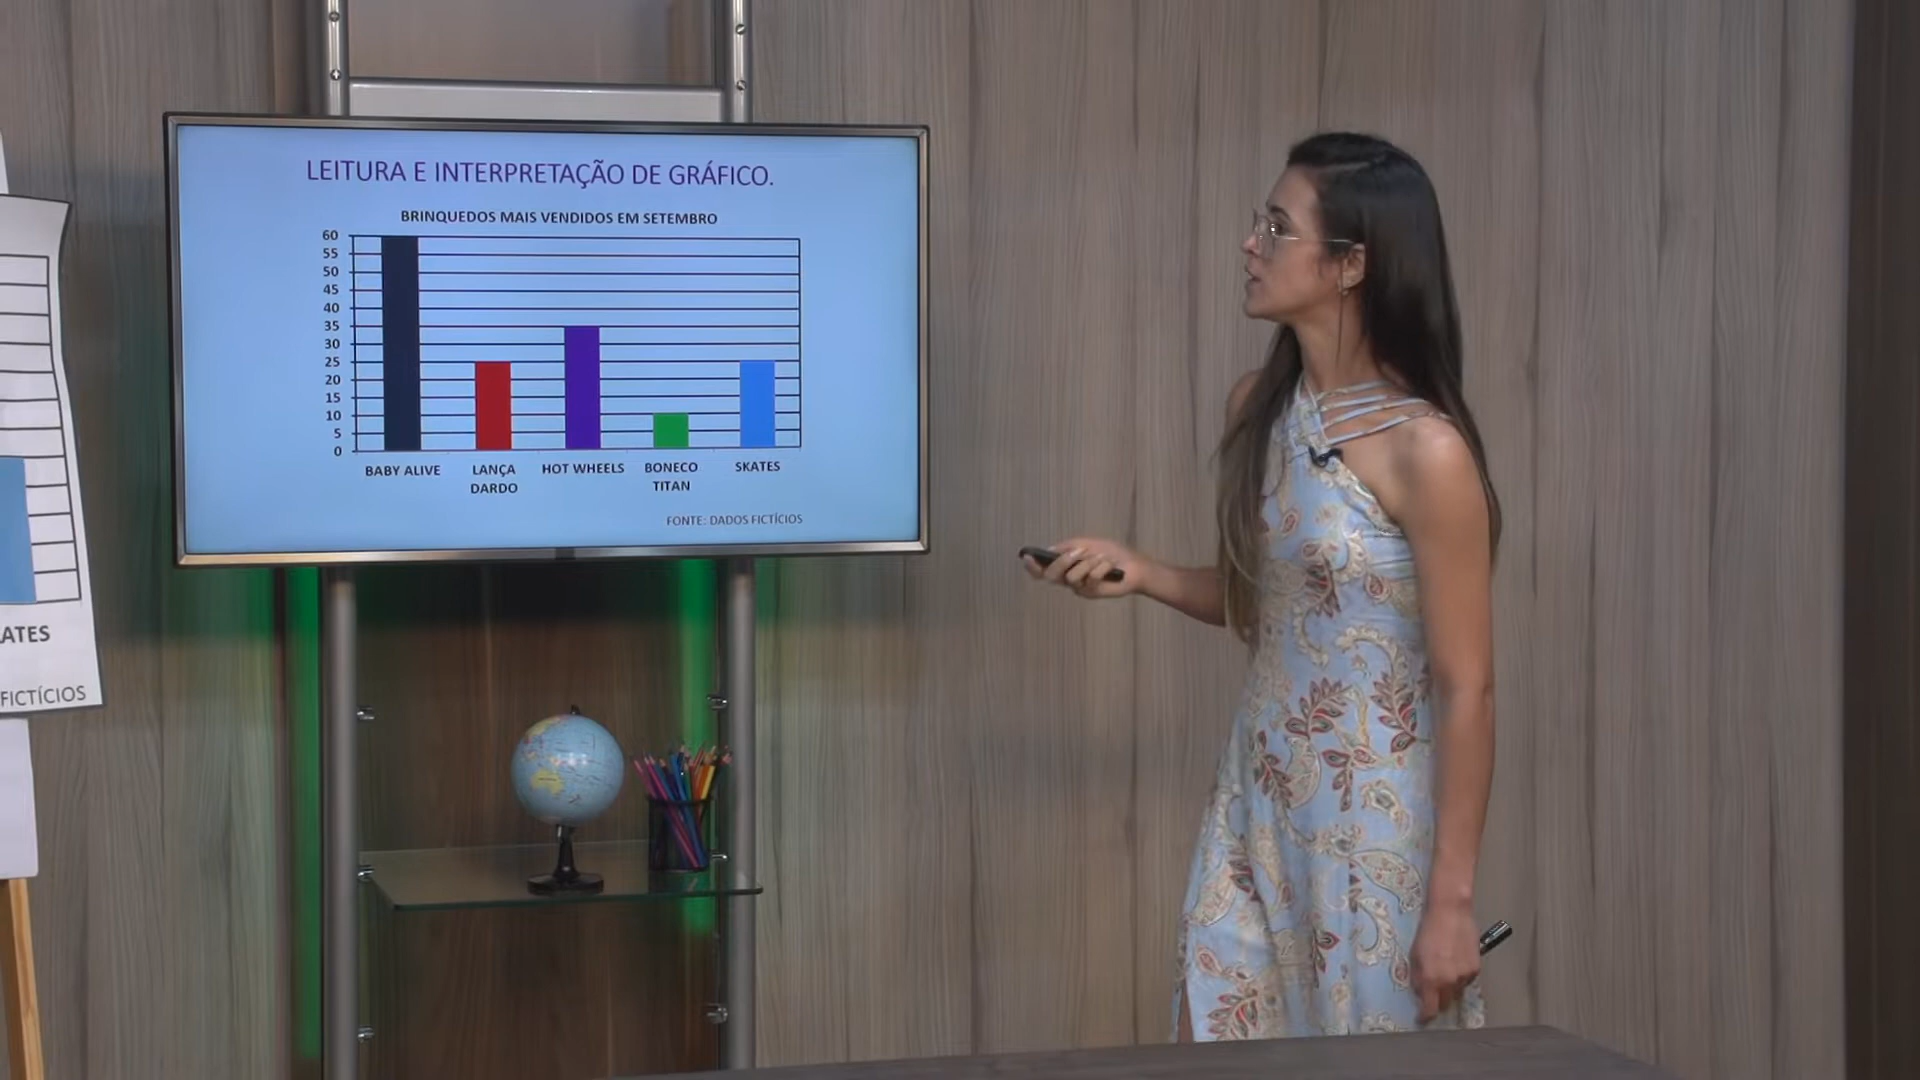 LEITURA E INTERPRETAÇÃO DE GRÁFICO.
BRINQUEDOS MAIS VENDIDOS EM SETEMBRO
60
55
50
45
40
35
30
25
20
15
10
5
0
BABY ALIVE
LANÇA
DARDO
HOT WHEELS
BONECO
TITAN
SKATES
FONTE: DADOS FICTÍCIOS
ATES
FICTÍCIOS